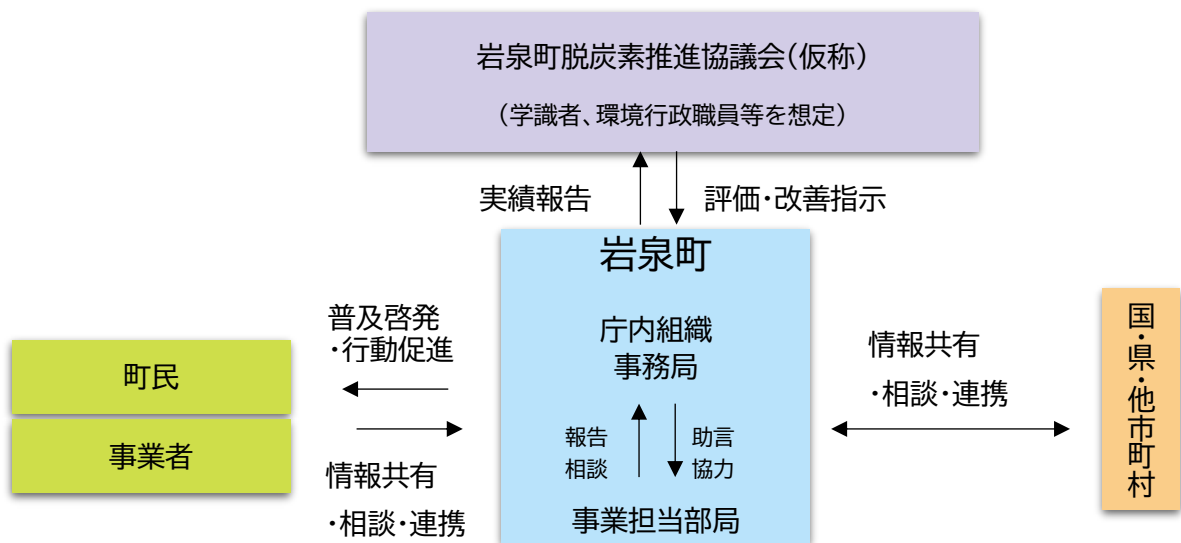 岩泉町脱炭素推進協議会(仮称)
(学識者、環境行政職員等を想定)
実績報告
評価・改善指示
岩泉町
庁内組織
事務局
報告
相談
助言
協力
事業担当部局
普及啓発
・行動促進
町民
事業者
情報共有
・相談・連携
情報共有
・相談・連携
国・県・他市町村